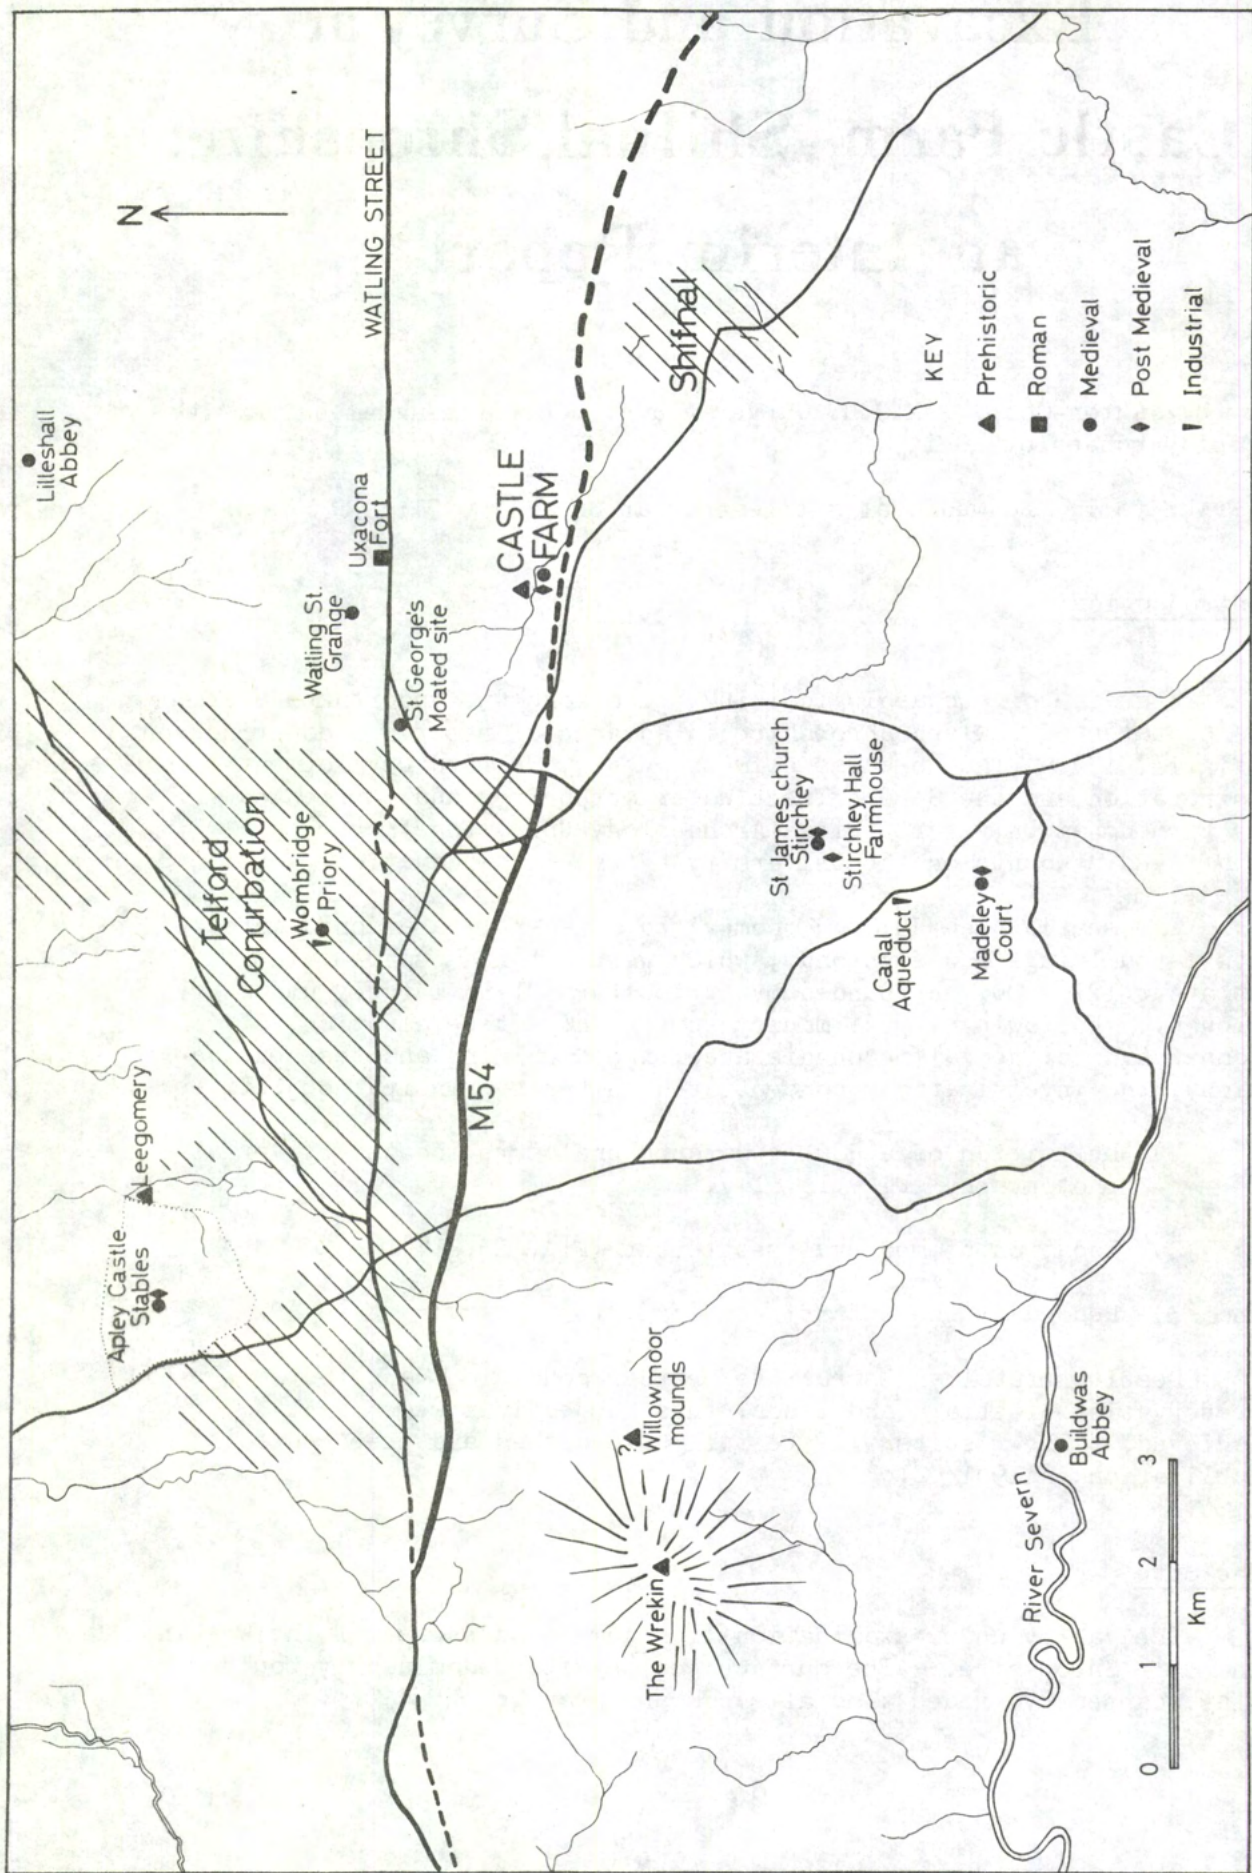 N
Lilleshall
Abbey
WATLING STREET
Apley Castle
Stables
Leegomery
Telford
Conurbation
Wombridge
Priory
Watling St.
Grange
Uxacona
Fort
St.George's
Moated site
M54
CASTLE
FARM
Shifnal
?
Willowmoor
mounds
The Wrekin
St James church
Stirchley
Stirchley Hall
Farmhouse
Canal
Aqueduct
Madeley
Court
River Severn
Buildwas
Abbey
KEY
Prehistoric
Roman
Medieval
Post Medieval
Industrial
0 1 2 3
Km